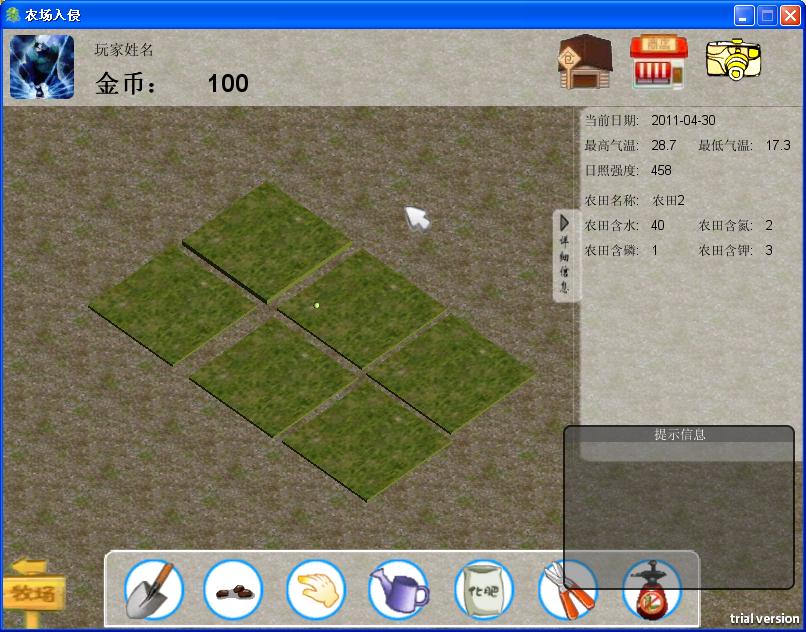 农场入侵
玩家姓名
金币： 100
仓
商店
当前日期: 2011-04-30
最高气温: 28.7 最低气温: 17.3
日照强度: 458
农田名称: 农田2
农田含水: 40 农田含氮: 2
农田含磷: 1 农田含钾: 3
详细信息
提示信息
牧场
化肥
trial version